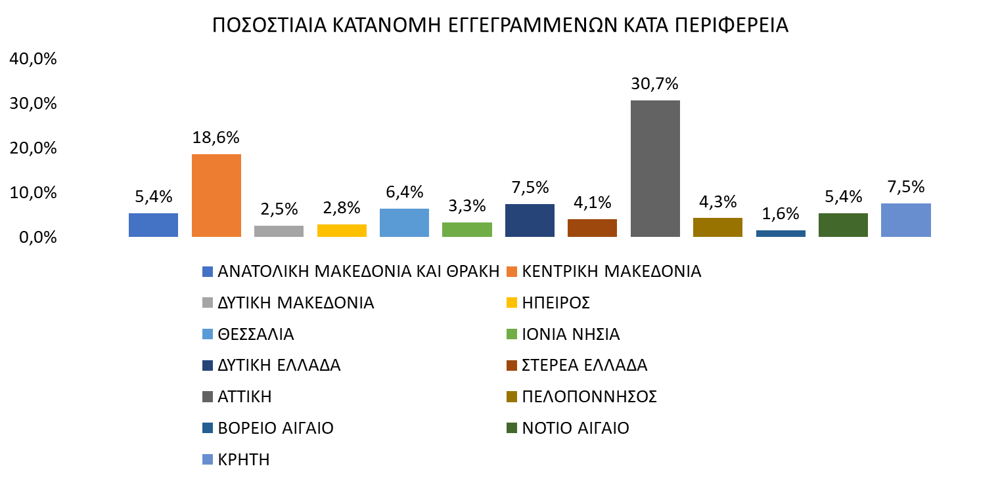 ΠΟΣΟΣΤΙΑΙΑ ΚΑΤΑΝΟΜΗ ΕΓΓΕΓΡΑΜΜΕΝΩΝ ΚΑΤΑ ΠΕΡΙΦΕΡΕΙΑ
40,0%
30,0%
20,0%
10,0%
0,0%
5,4%
18,6%
2,5%
2,8%
6,4%
3,3%
7,5%
4,1%
30,7%
4,3%
1,6%
5,4%
7,5%
ΑΝΑΤΟΛΙΚΗ ΜΑΚΕΔΟΝΙΑ ΚΑΙ ΘΡΑΚΗ
ΚΕΝΤΡΙΚΗ ΜΑΚΕΔΟΝΙΑ
ΔΥΤΙΚΗ ΜΑΚΕΔΟΝΙΑ
ΗΠΕΙΡΟΣ
ΘΕΣΣΑΛΙΑ
ΙΟΝΙΑ ΝΗΣΙΑ
ΔΥΤΙΚΗ ΕΛΛΑΔΑ
ΣΤΕΡΕΑ ΕΛΛΑΔΑ
ΑΤΤΙΚΗ
ΠΕΛΟΠΟΝΝΗΣΟΣ
ΒΟΡΕΙΟ ΑΙΓΑΙΟ
ΝΟΤΙΟ ΑΙΓΑΙΟ
ΚΡΗΤΗ